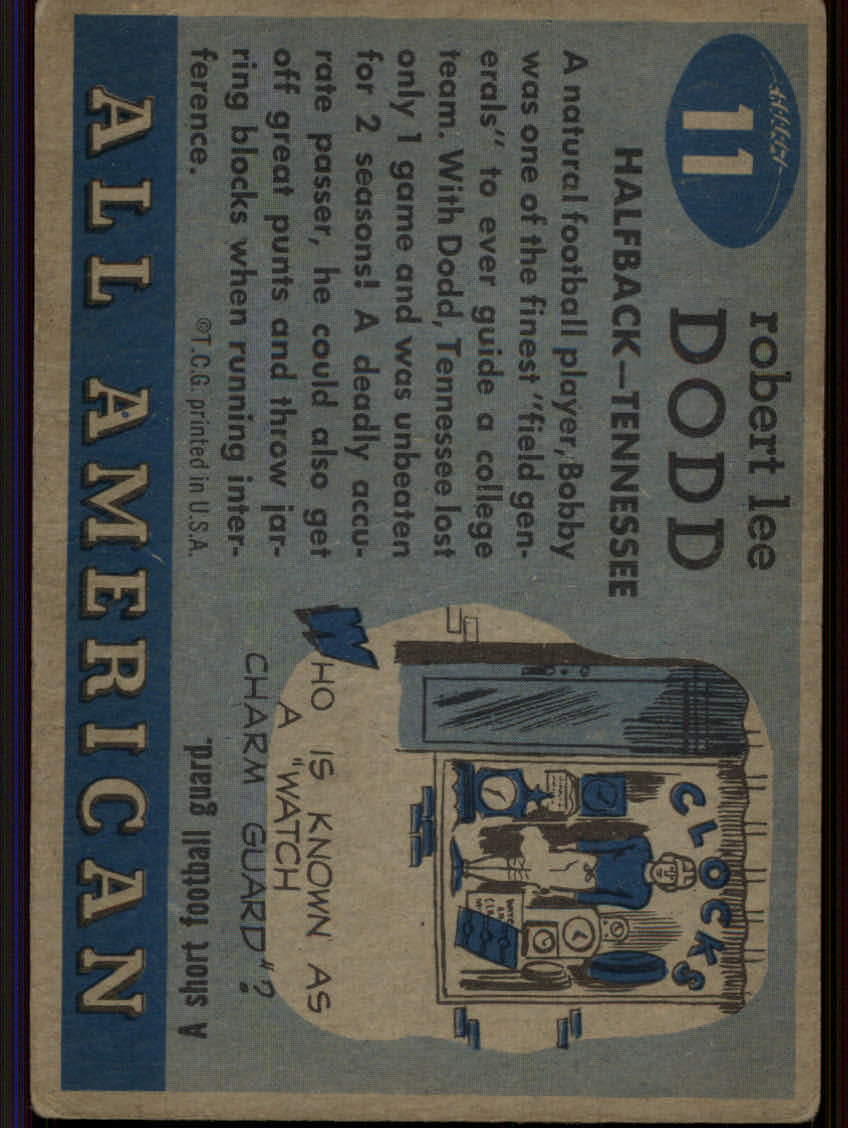 11
robert lee
DODD
HALFBACK—TENNESSEE
A natural football player, Bobby
was one of the finest "field gen-
erals" to ever guide a college
team. With Dodd, Tennessee lost
only 1 game and was unbeaten
for 2 seasons! A deadly accu-
rate passer, he could also get
off great punts and throw jar-
ring blocks when running inter-
ference.
©T.C.G. printed in U.S.A.
CLOCKS
WHO IS KNOWN AS
A "WATCH
CHARM GUARD"?
A short football guard.
ALL AMERICAN